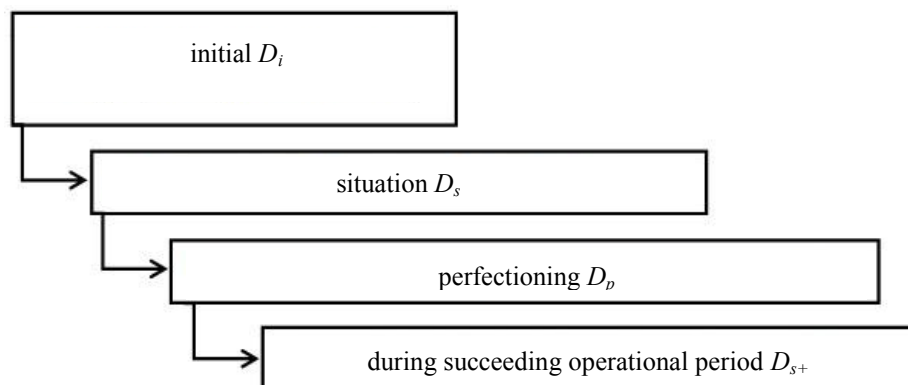 initial Di
situation Ds
perfectioning Dp
during succeeding operational period Ds+